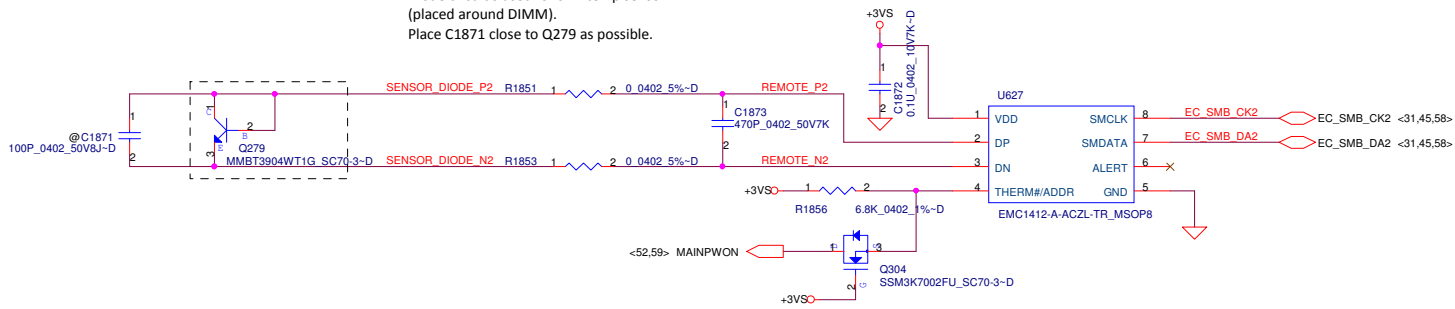 (placed around DIMM).
Place C1871 close to Q279 as possible.
+3VS
1
2
C1872
0.1U_0402_10V7K~D
@C1871
100P_0402_50V8J~D
1
2
C
1
2
B
E
3
Q279
MMBT3904WT1G_SC70-3~D
SENSOR_DIODE_P2
R1851
1
2
0_0402_5%~D
REMOTE_P2
1
C1873
470P_0402_50V7K
2
SENSOR_DIODE_N2
R1853
1
2
0_0402_5%~D
REMOTE_N2
U627
1
VDD
2
DP
3
DN
4
THERM#/ADDR
SMCLK
8
SMDATA
7
ALERT
6
GND
5
EMC1412-A-ACZL-TR_MSOP8
EC_SMB_CK2
EC_SMB_CK2 <31,45,58>
EC_SMB_DA2
EC_SMB_DA2 <31,45,58>
+3VS
1
2
R1856
6.8K_0402_1%~D
<52,59> MAINPWON
1
D
S
3
Q304
SSM3K7002FU_SC70-3~D
2
G
+3VS